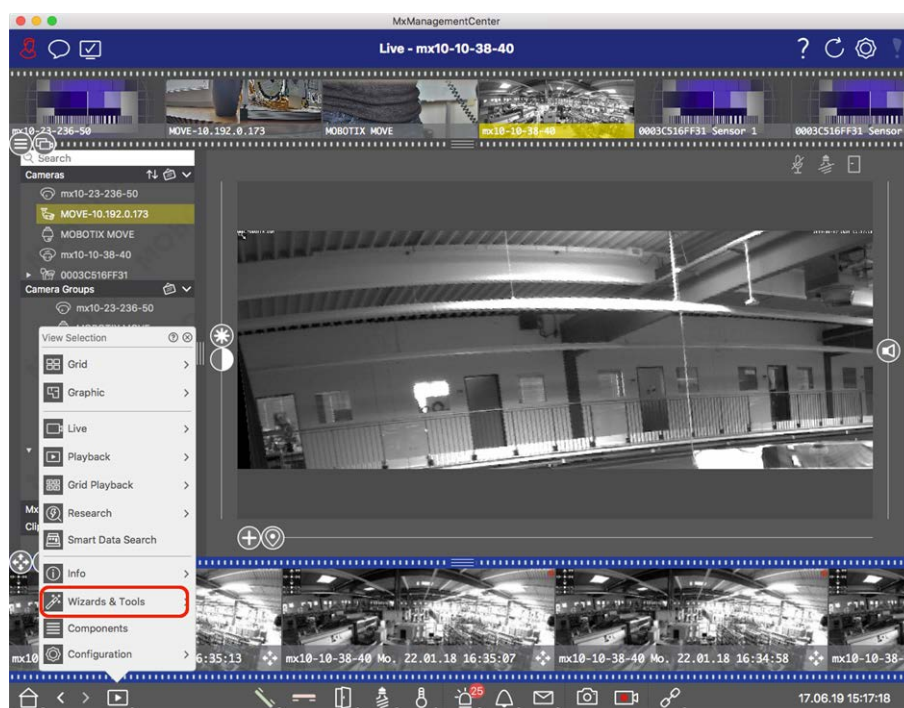 MxManagementCenter
Live - mx10-10-38-40
mx10-23-236-50
MOVE-10.192.0.173
MOBOTIX MOVE
mx10-10-38-40
0003C516FF31 Sensor 1
0003C516FF31 Sensor
Search
Cameras
mx10-23-236-50
MOVE-10.192.0.173
MOBOTIX MOVE
mx10-10-38-40
0003C516FF31
Camera Groups
mx10-23-236-50
View Selection
Grid
Graphic
Live
Playback
Grid Playback
Research
Smart Data Search
Info
Wizards & Tools
Components
Configuration
Mx
Cli
mx10
6:35:13
mx10-10-38-40 Mo. 22.01.18 16:35:07
mx10-10-38-40 Mo. 22.01.18 16:34:58
mx10-10-38-
25
17.06.19 15:17:18